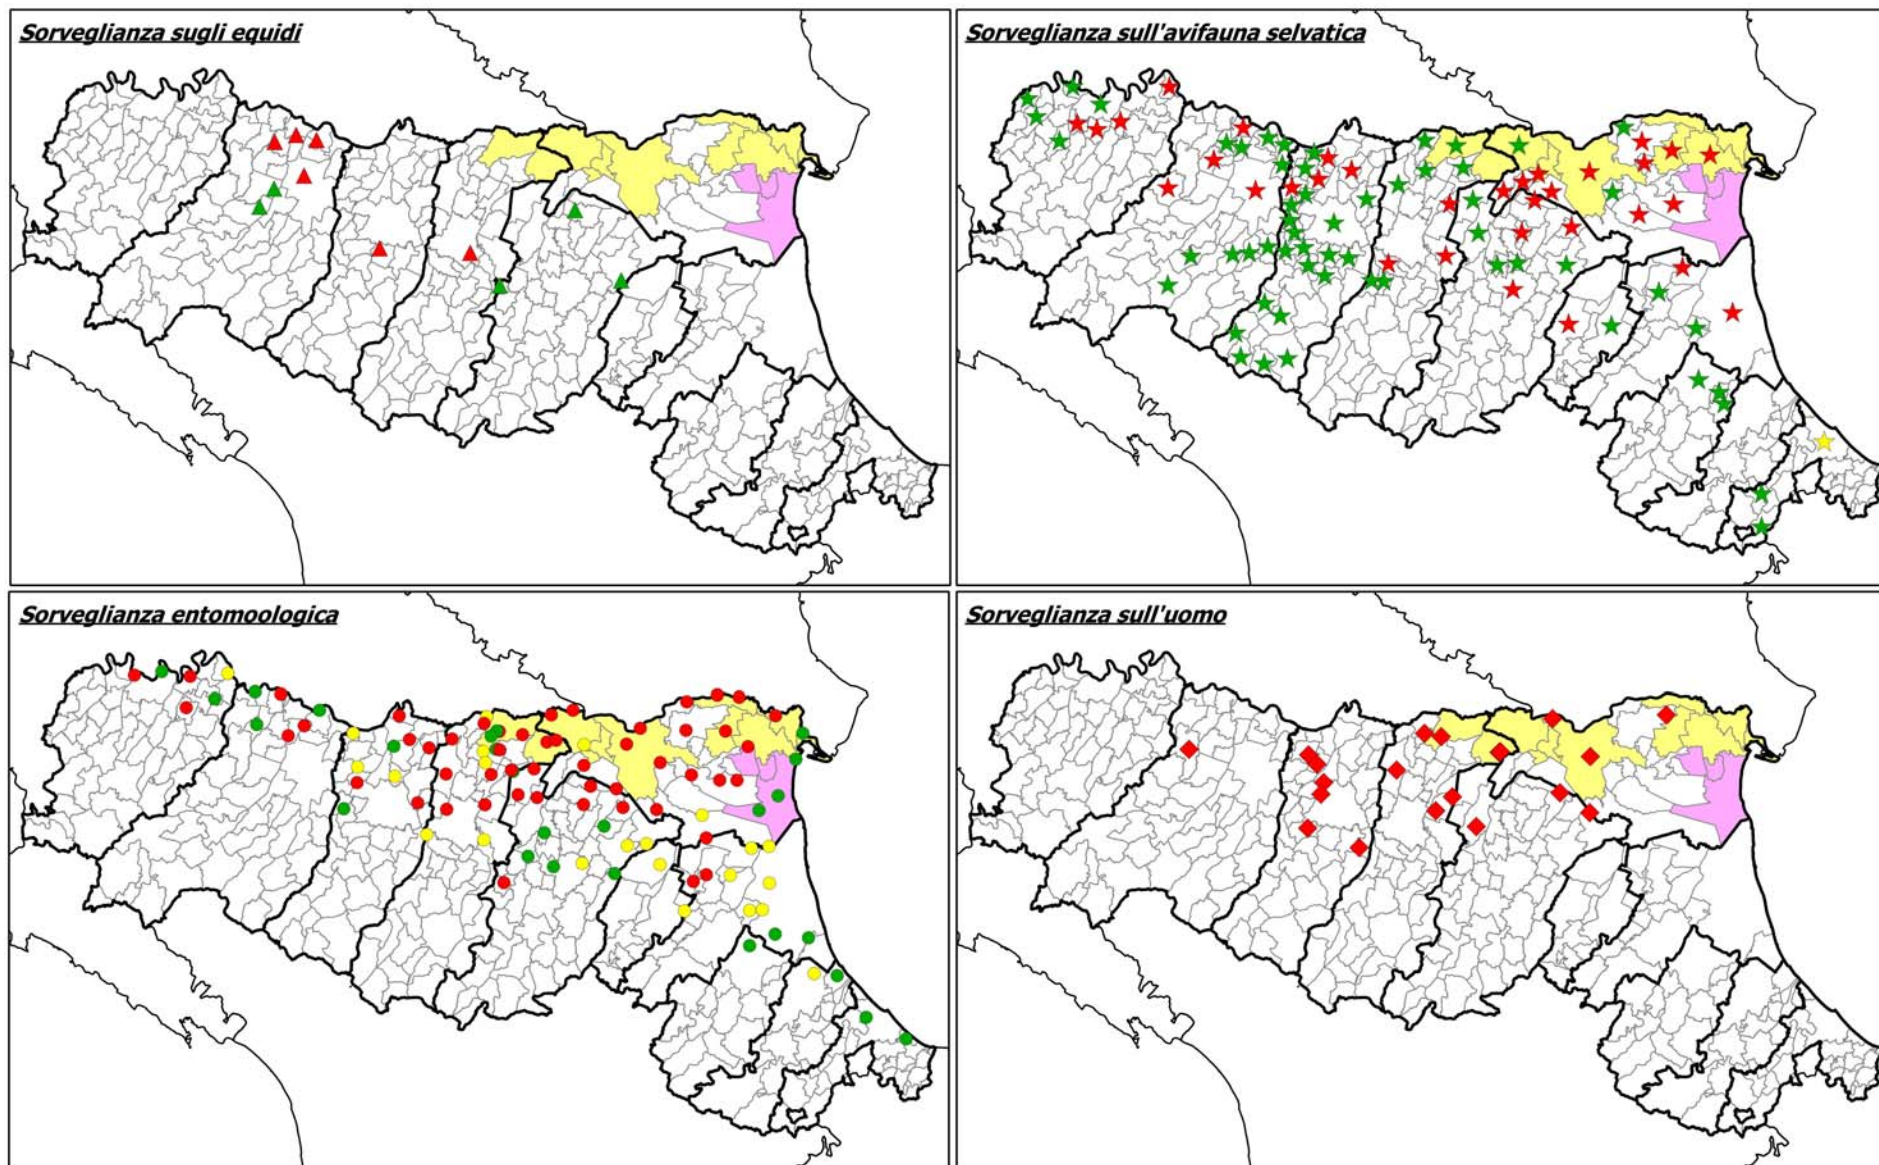 Sorveglianza sugli equidi
Sorveglianza sull'avifauna selvatica
Sorveglianza entomoologica
Sorveglianza sull'uomo